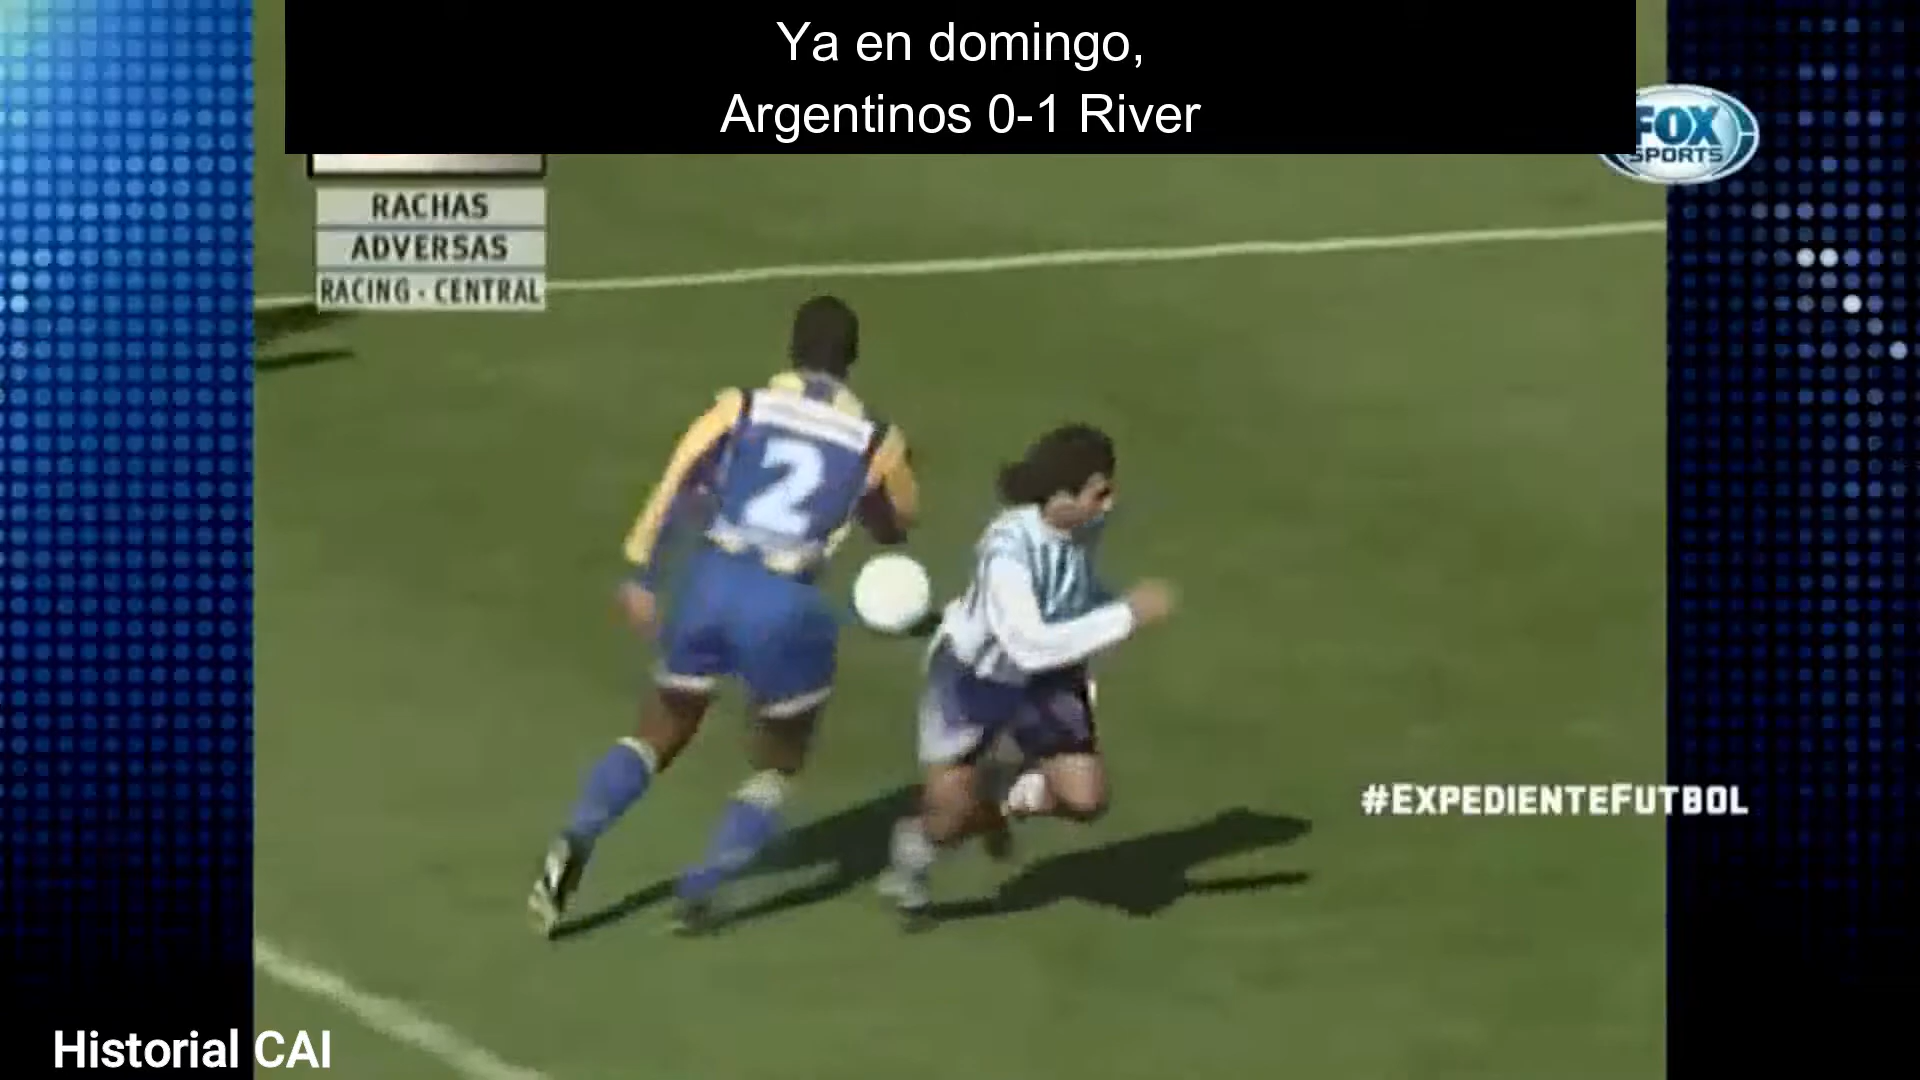 Ya en domingo,
Argentinos 0-1 River
FOX
SPORTS
RACHAS
ADVERSAS
RACING - CENTRAL
2
#EXPEDIENTEFUTBOL
Historial CAI